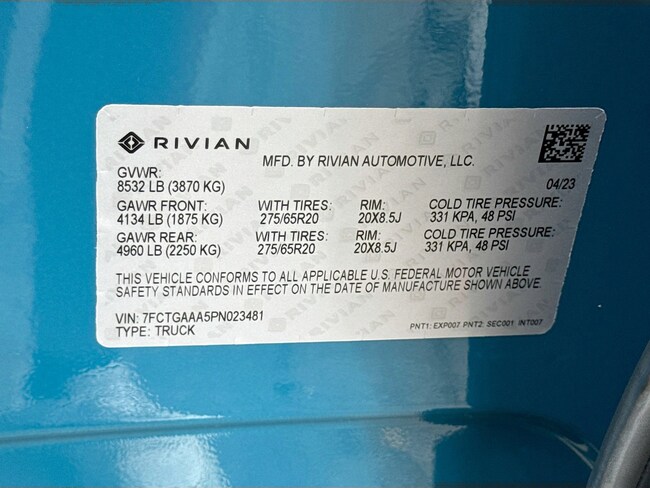 RIVIAN
MFD. BY RIVIAN AUTOMOTIVE, LLC.
GVWR:
8532 LB (3870 KG) 04/23
GAWR FRONT: WITH TIRES: RIM: COLD TIRE PRESSURE:
4134 LB (1875 KG) 275/65R20 20X8.5J 331 KPA, 48 PSI
GAWR REAR: WITH TIRES: RIM: COLD TIRE PRESSURE:
4960 LB (2250 KG) 275/65R20 20X8.5J 331 KPA, 48 PSI
THIS VEHICLE CONFORMS TO ALL APPLICABLE U.S. FEDERAL MOTOR VEHICLE
SAFETY STANDARDS IN EFFECT ON THE DATE OF MANUFACTURE SHOWN ABOVE.
VIN: 7FCTGAAA5PN023481
TYPE: TRUCK PNT1: EXP007 PNT2: SEC001 INT007